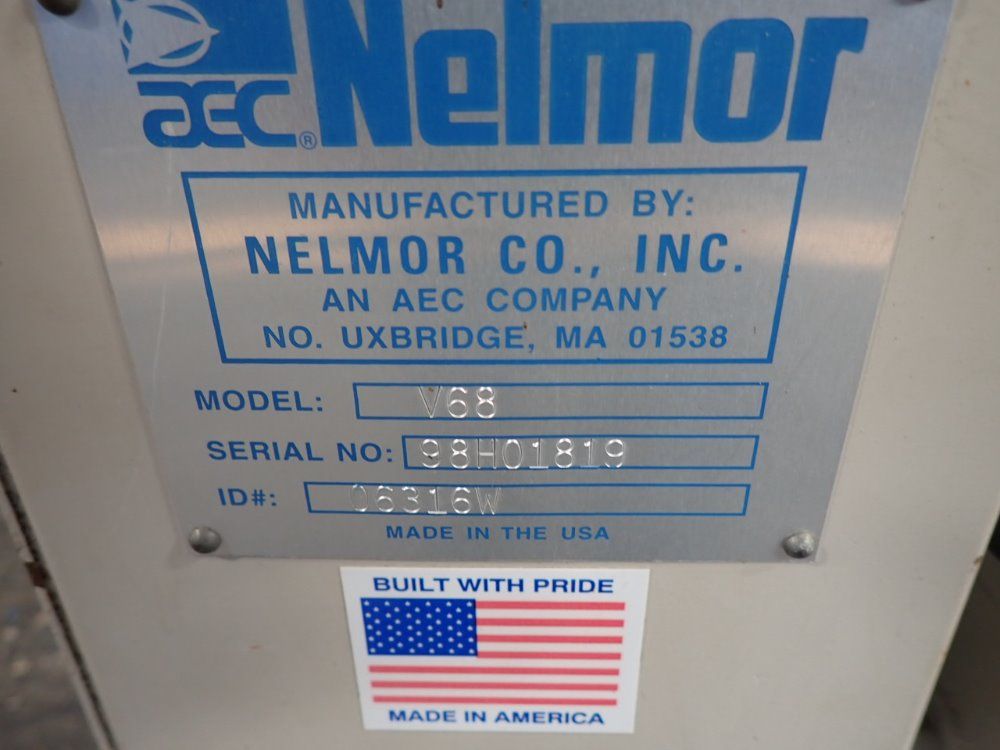 AEC® Nelmor
MANUFACTURED BY:
NELMOR CO., INC.
AN AEC COMPANY
NO. UXBRIDGE, MA 01538
MODEL: V68
SERIAL NO: 98H01819
ID#: 06316W
MADE IN THE USA
BUILT WITH PRIDE
MADE IN AMERICA